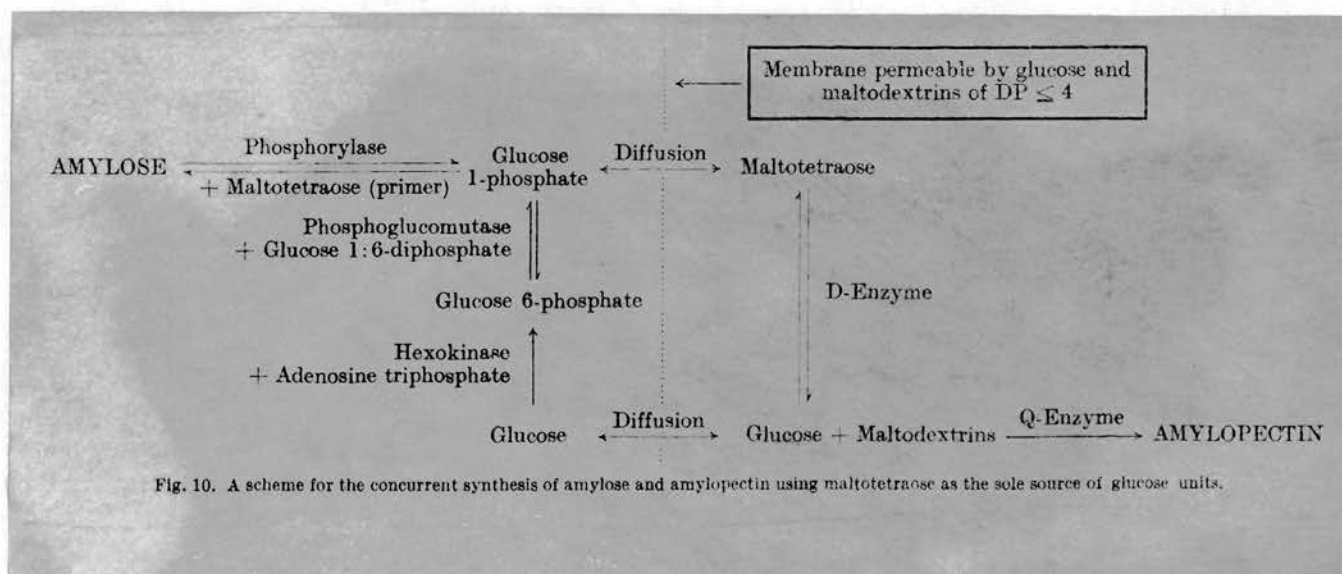 Membrane permeable by glucose and
maltodextrins of DP ≦ 4
AMYLOSE
Phosphorylase
+ Maltotetraose (primer)
Glucose
1-phosphate
Diffusion
Maltotetraose
Phosphoglucomutase
+ Glucose 1:6-diphosphate
D-Enzyme
Glucose 6-phosphate
Hexokinase
+ Adenosine triphosphate
Glucose
Diffusion
Glucose + Maltodextrins
Q-Enzyme
AMYLOPECTIN
Fig. 10. A scheme for the concurrent synthesis of amylose and amylopectin using maltotetraose as the sole source of glucose units.